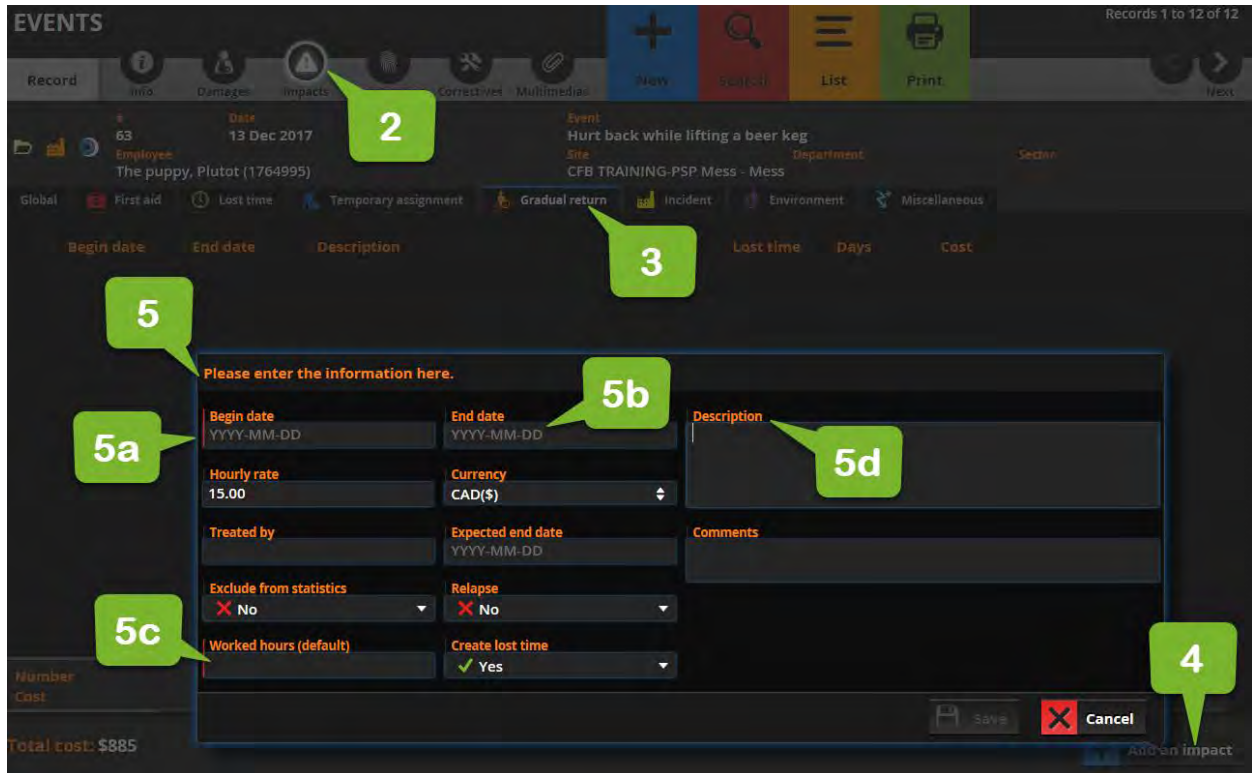 EVENTS
Records 1 to 12 of 12
Record
Info
Damages
Impacts
Correctives
Multimedias
New
Search
List
Print
Next
2
#
Date
Event
63
13 Dec 2017
Hurt back while lifting a beer keg
Employee
Site
Department
Sector
The puppy, Plutot (1764995)
CFB TRAINING-PSP Mess - Mess
Global
First aid
Lost time
Temporary assignment
Gradual return
Incident
Environment
Miscellaneous
3
Begin date
End date
Description
Lost time
Days
Cost
5
Please enter the information here.
5a
Begin date
YYYY-MM-DD
5b
End date
YYYY-MM-DD
Description
5d
Hourly rate
15.00
Currency
CAD($)
Treated by
Expected end date
YYYY-MM-DD
Comments
Exclude from statistics
No
Relapse
No
5c
Worked hours (default)
Create lost time
Yes
4
Number
Cost
Save
Cancel
Total cost: $885
Add an impact